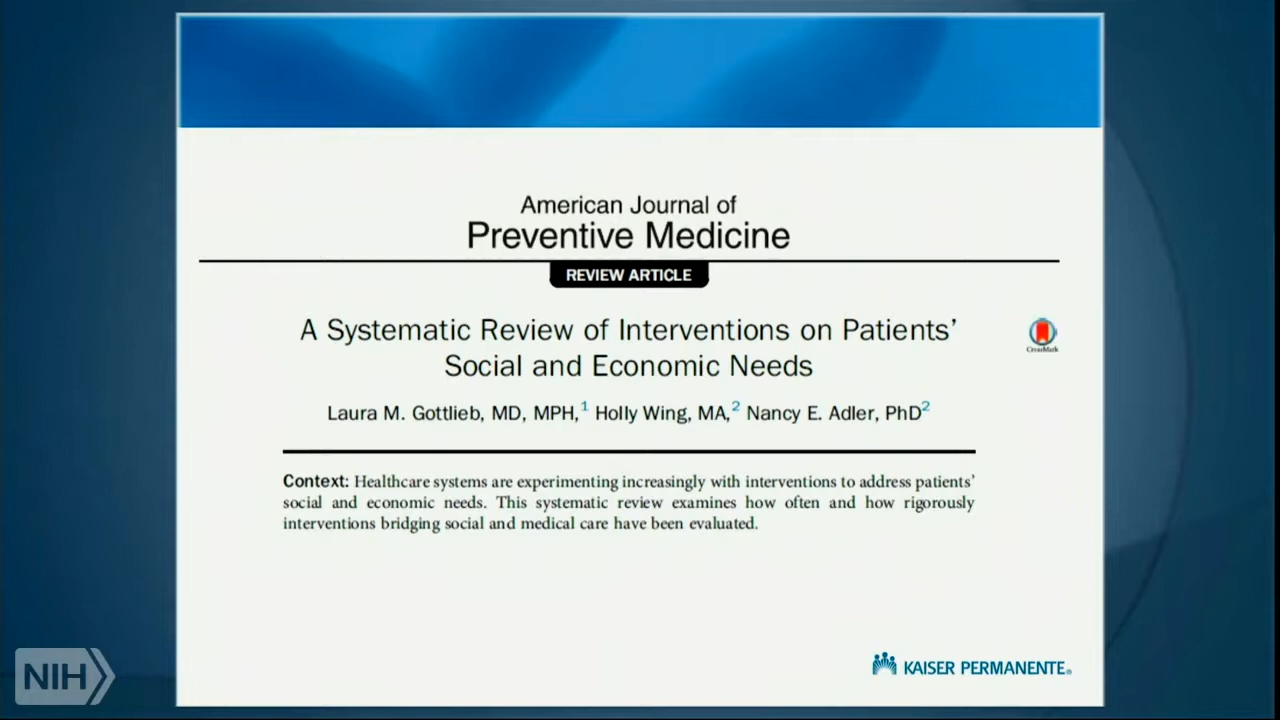 American Journal of
Preventive Medicine
REVIEW ARTICLE
A Systematic Review of Interventions on Patients’
Social and Economic Needs
CrossMark
Laura M. Gottlieb, MD, MPH,1 Holly Wing, MA,2 Nancy E. Adler, PhD2
Context: Healthcare systems are experimenting increasingly with interventions to address patients’
social and economic needs. This systematic review examines how often and how rigorously
interventions bridging social and medical care have been evaluated.
KAISER PERMANENTE®
NIH